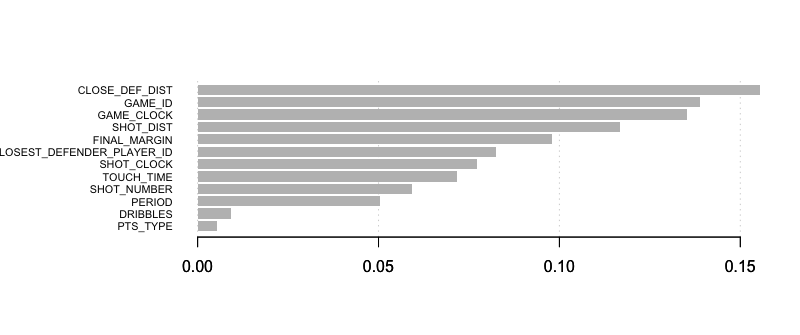 CLOSE_DEF_DIST
GAME_ID
GAME_CLOCK
SHOT_DIST
FINAL_MARGIN
LOSEST_DEFENDER_PLAYER_ID
SHOT_CLOCK
TOUCH_TIME
SHOT_NUMBER
PERIOD
DRIBBLES
PTS_TYPE
0.00 0.05 0.10 0.15